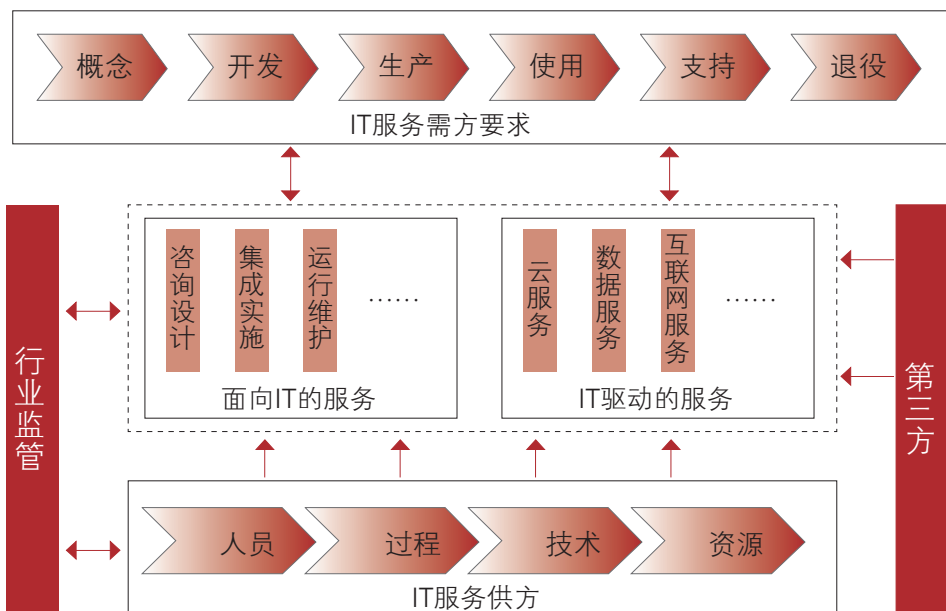 概念 开发 生产 使用 支持 退役
IT服务需方要求
行业监管
咨询设计
集成实施
运行维护
……
面向IT的服务
云服务
数据服务
互联网服务
……
IT驱动的服务
第三方
人员 过程 技术 资源
IT服务供方